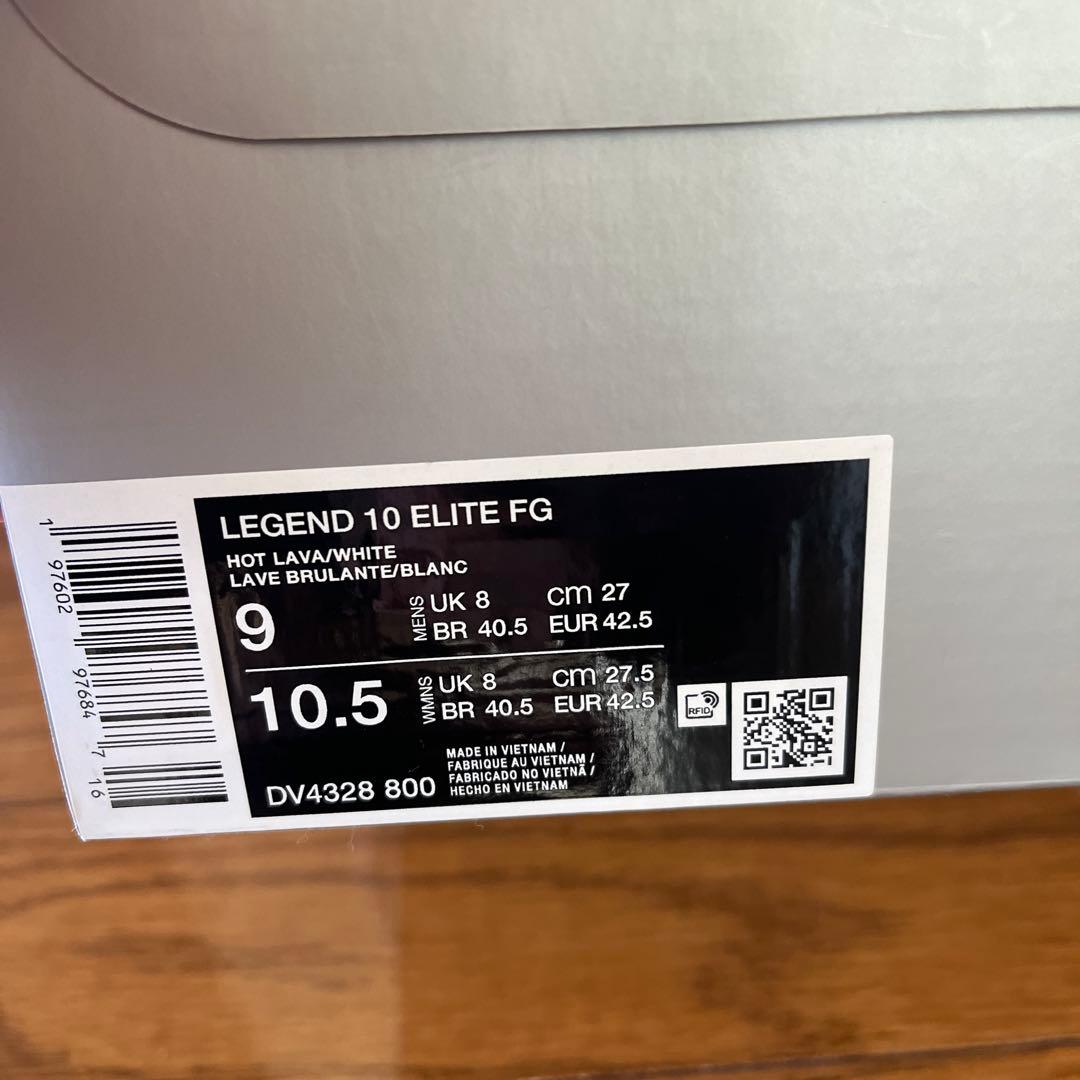 LEGEND 10 ELITE FG
HOT LAVA/WHITE
LAVE BRULANTE/BLANC
9 MENS UK 8 cm 27
BR 40.5 EUR 42.5
10.5 WMNS UK 8 cm 27.5
BR 40.5 EUR 42.5
RFID
MADE IN VIETNAM /
FABRIQUE AU VIETNAM /
FABRICADO NO VIETNÃ /
HECHO EN VIETNAM
DV4328 800
1 97602 97684 7 16